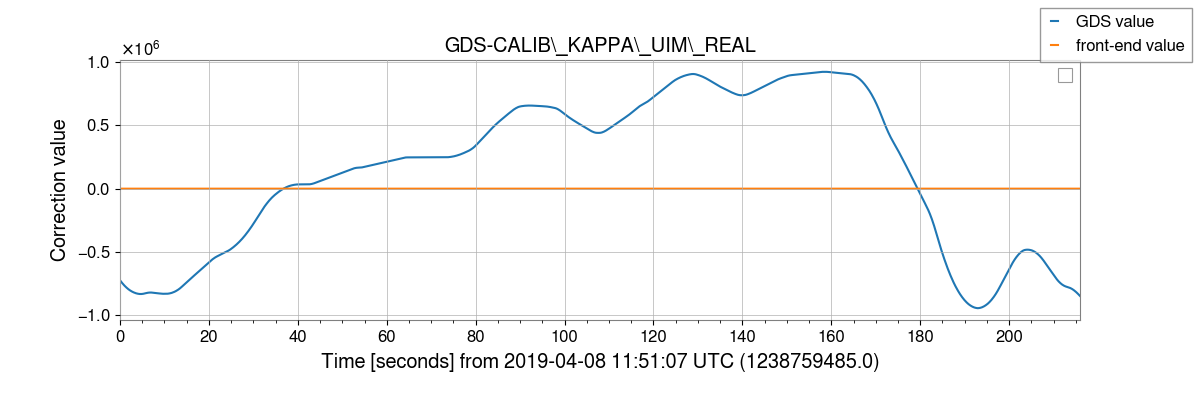 GDS value
front-end value
×10⁶
GDS-CALIB\_KAPPA\_UIM\_REAL
1.0
0.5
0.0
−0.5
−1.0
Correction value
0 20 40 60 80 100 120 140 160 180 200
Time [seconds] from 2019-04-08 11:51:07 UTC (1238759485.0)